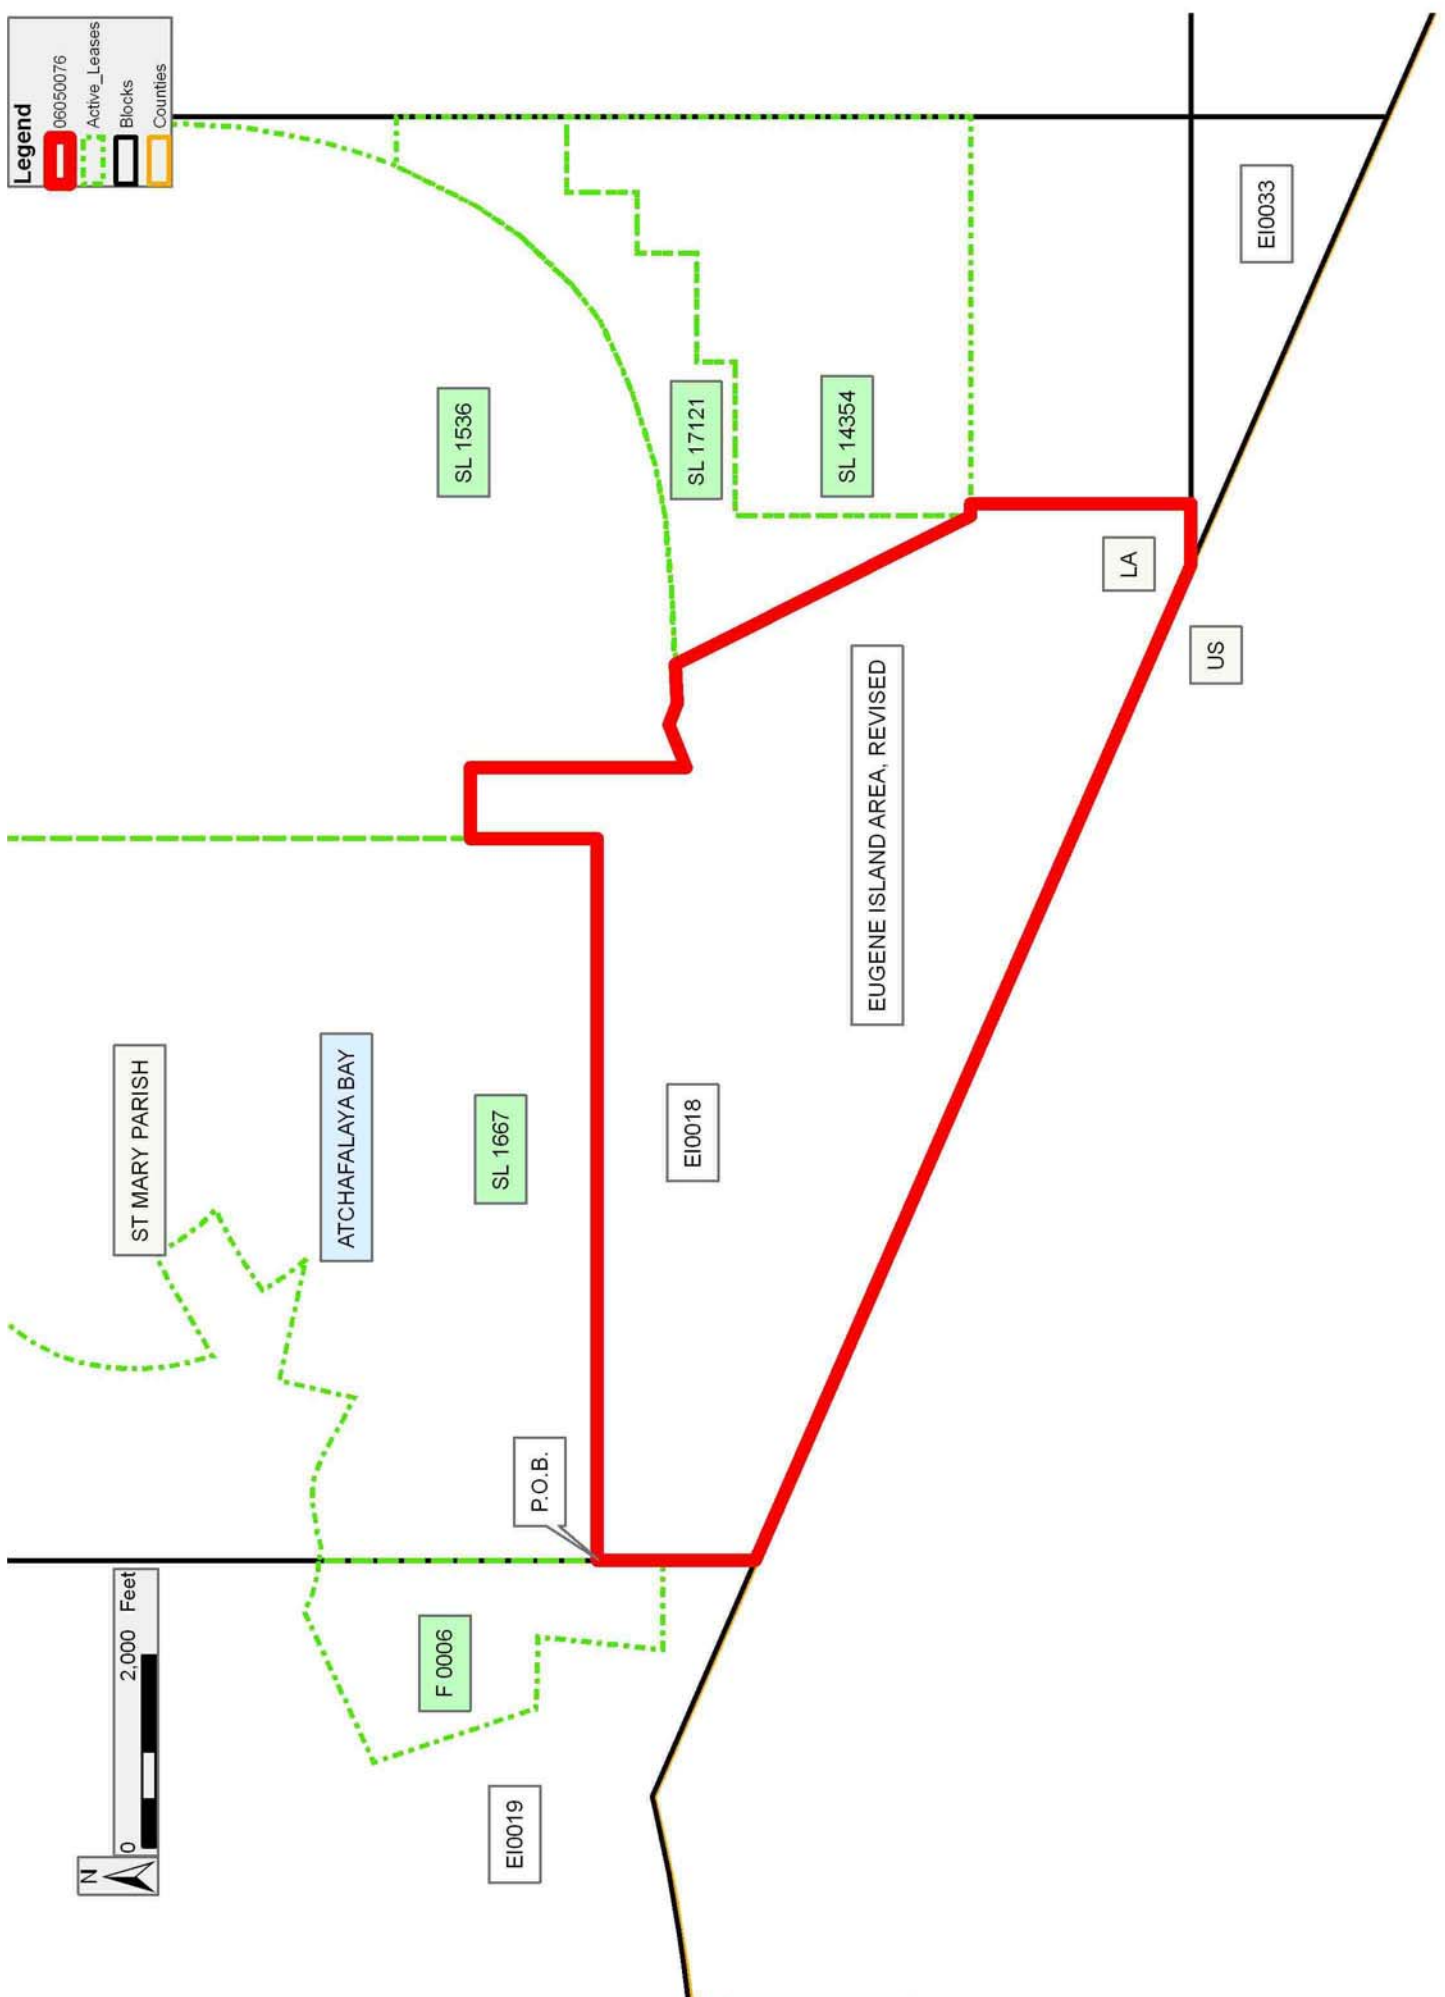 Legend
06050076
Active_Leases
Blocks
Counties
N
0 2,000 Feet
ST MARY PARISH
ATCHAFALAYA BAY
SL 1536
F 0006
SL 1667
P.O.B.
EI0019
SL 17121
EI0018
SL 14354
EUGENE ISLAND AREA, REVISED
LA
US
EI0033